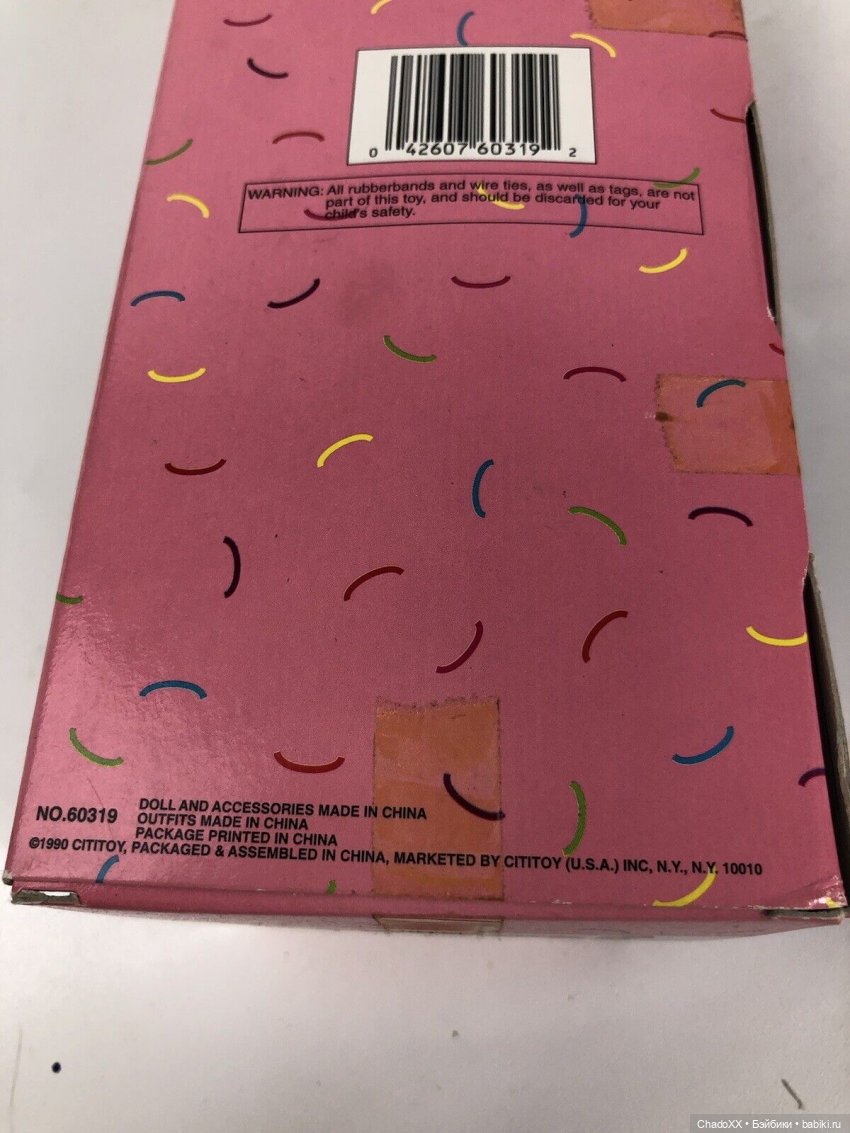 0 42607 60319 2
WARNING: All rubberbands and wire ties, as well as tags, are not
part of this toy, and should be discarded for your
child's safety.
NO.60319
DOLL AND ACCESSORIES MADE IN CHINA
OUTFITS MADE IN CHINA
PACKAGE PRINTED IN CHINA
©1990 CITITOY, PACKAGED & ASSEMBLED IN CHINA, MARKETED BY CITITOY (U.S.A.) INC, N.Y., N.Y. 10010
ChadoXX • Бэйбики • babiki.ru